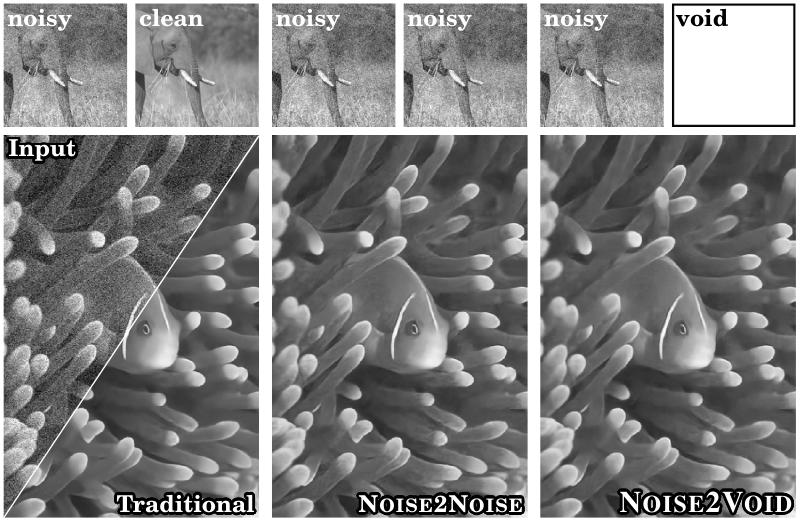 noisy
clean
noisy
noisy
noisy
void
Input
Traditional
NOISE2NOISE
NOISE2VOID